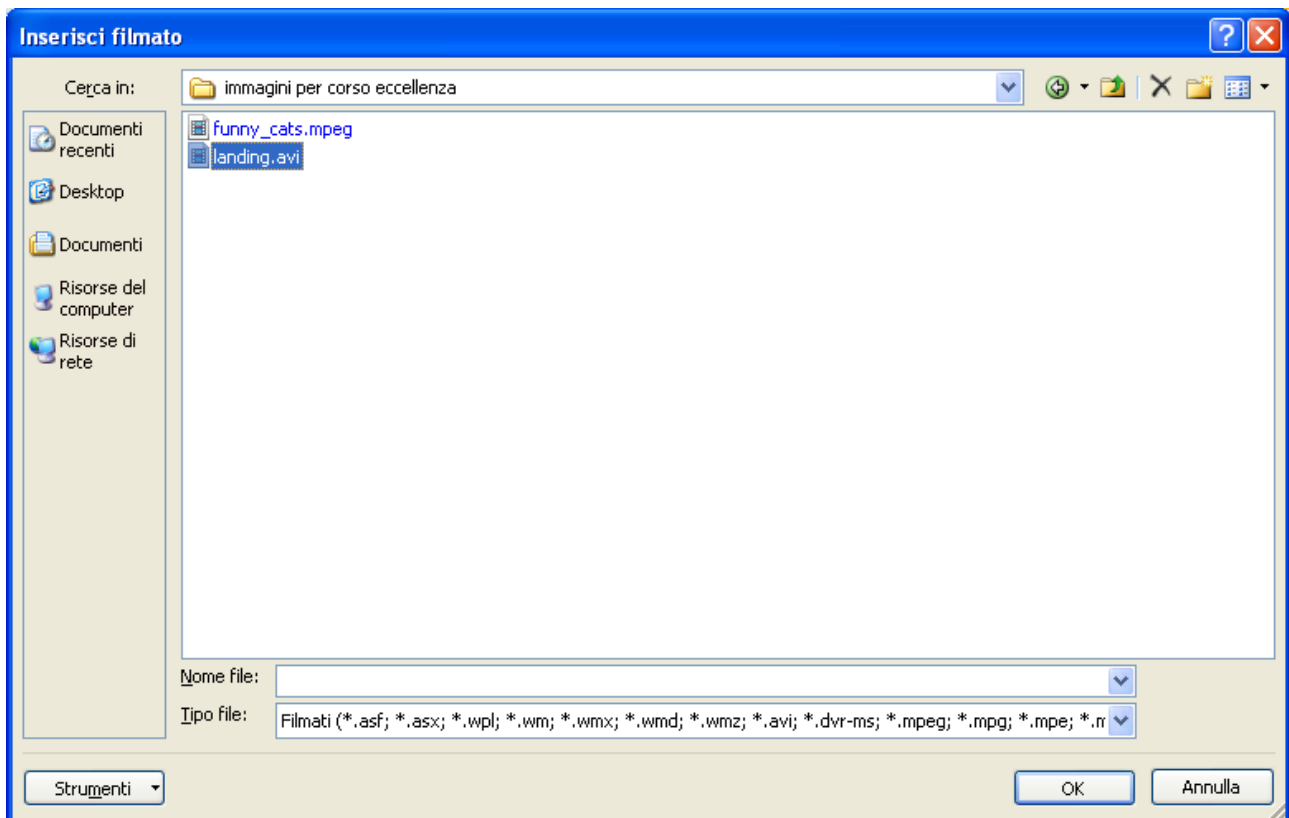 Inserisci filmato
Cerca in:
immagini per corso eccellenza
Documenti
recenti
Desktop
Documenti
Risorse del
computer
Risorse di
rete
funny_cats.mpeg
landing.avi
Nome file:
Tipo file:
Filmati (*.asf; *.asx; *.wpl; *.wm; *.wmx; *.wmd; *.wmz; *.avi; *.dvr-ms; *.mpeg; *.mpg; *.mpe; *.m
Strumenti
OK
Annulla